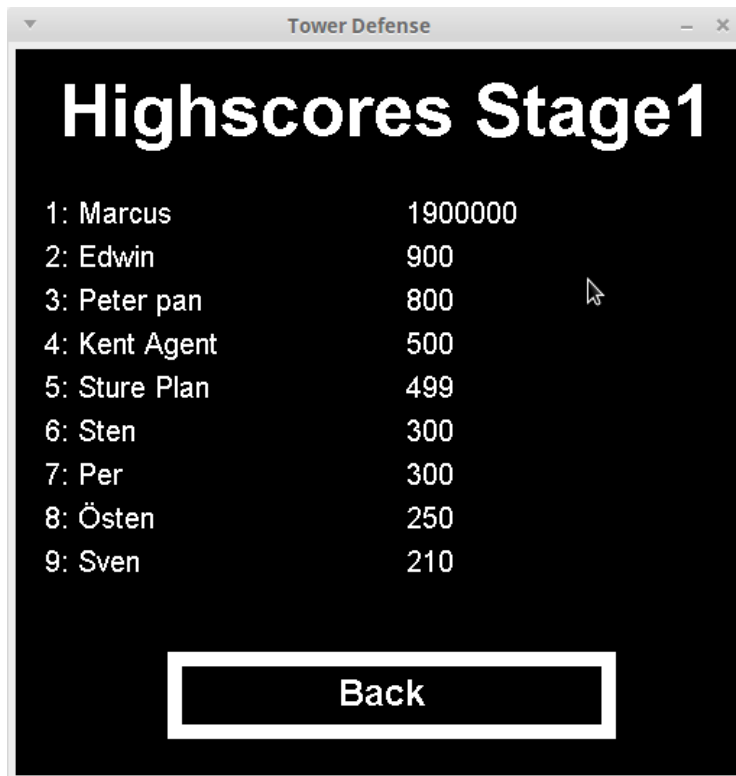 Tower Defense
Highscores Stage1
1: Marcus 1900000
2: Edwin 900
3: Peter pan 800
4: Kent Agent 500
5: Sture Plan 499
6: Sten 300
7: Per 300
8: Östen 250
9: Sven 210
Back